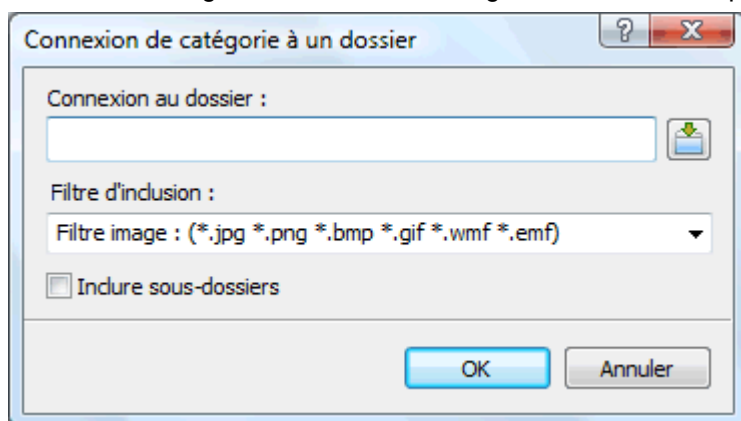 Connexion de catégorie à un dossier
Connexion au dossier :
Filtre d'inclusion :
Filtre image : (*.jpg *.png *.bmp *.gif *.wmf *.emf)
Inclure sous-dossiers
OK Annuler